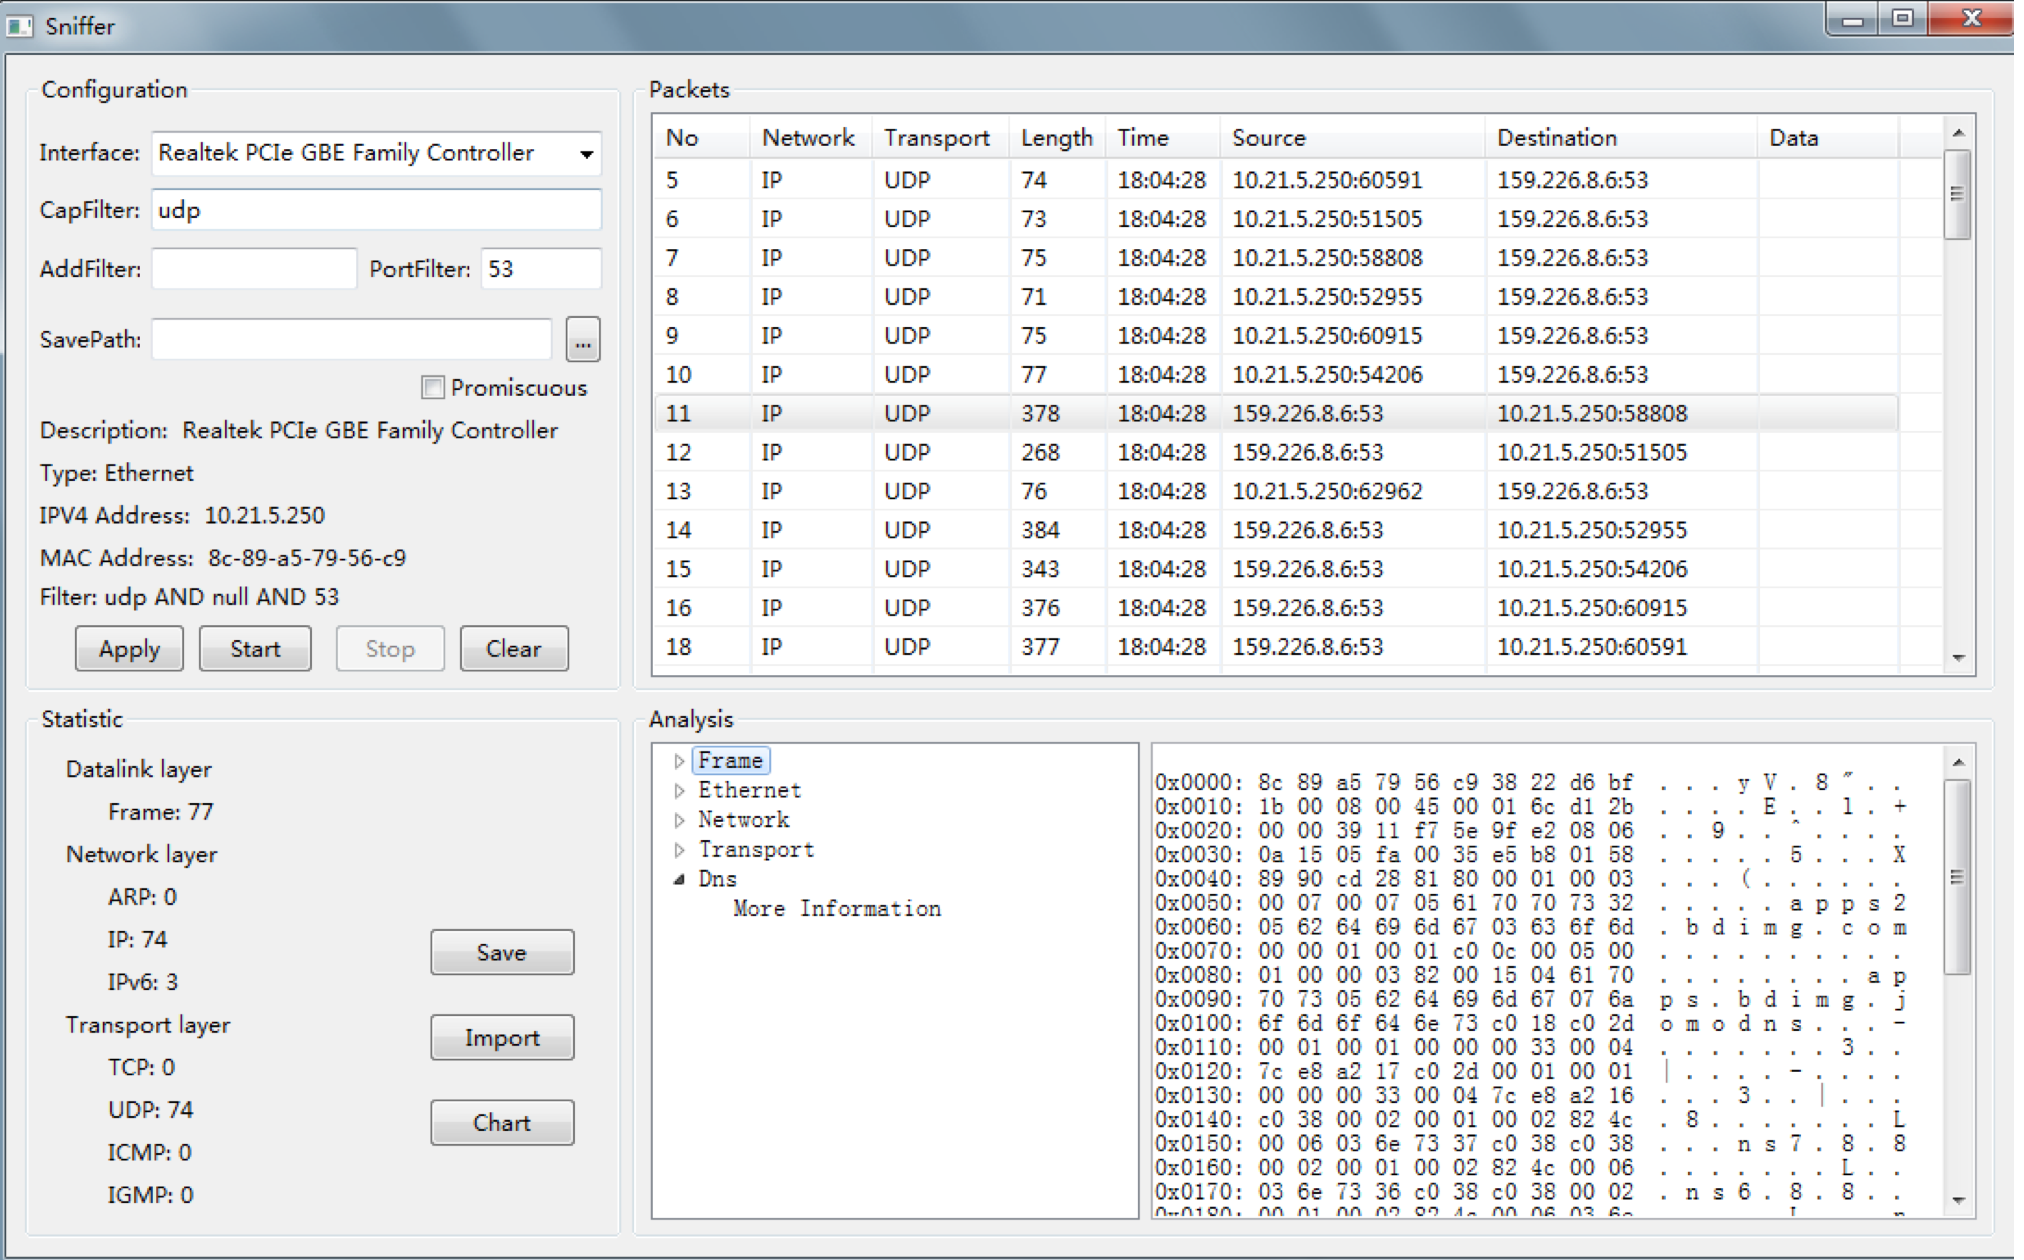 Sniffer
Configuration
Interface: Realtek PCIe GBE Family Controller
CapFilter: udp
AddFilter: PortFilter: 53
SavePath: ...
Promiscuous
Description: Realtek PCIe GBE Family Controller
Type: Ethernet
IPV4 Address: 10.21.5.250
MAC Address: 8c-89-a5-79-56-c9
Filter: udp AND null AND 53
Apply Start Stop Clear
Packets
No Network Transport Length Time Source Destination Data
5 IP UDP 74 18:04:28 10.21.5.250:60591 159.226.8.6:53
6 IP UDP 73 18:04:28 10.21.5.250:51505 159.226.8.6:53
7 IP UDP 75 18:04:28 10.21.5.250:58808 159.226.8.6:53
8 IP UDP 71 18:04:28 10.21.5.250:52955 159.226.8.6:53
9 IP UDP 75 18:04:28 10.21.5.250:60915 159.226.8.6:53
10 IP UDP 77 18:04:28 10.21.5.250:54206 159.226.8.6:53
11 IP UDP 378 18:04:28 159.226.8.6:53 10.21.5.250:58808
12 IP UDP 268 18:04:28 159.226.8.6:53 10.21.5.250:51505
13 IP UDP 76 18:04:28 10.21.5.250:62962 159.226.8.6:53
14 IP UDP 384 18:04:28 159.226.8.6:53 10.21.5.250:52955
15 IP UDP 343 18:04:28 159.226.8.6:53 10.21.5.250:54206
16 IP UDP 376 18:04:28 159.226.8.6:53 10.21.5.250:60915
18 IP UDP 377 18:04:28 159.226.8.6:53 10.21.5.250:60591
Statistic
Datalink layer
Frame: 77
Network layer
ARP: 0
IP: 74
IPv6: 3
Transport layer
TCP: 0
UDP: 74
ICMP: 0
IGMP: 0
Save
Import
Chart
Analysis
Frame
Ethernet
Network
Transport
Dns
More Information
0x0000: 8c 89 a5 79 56 c9 38 22 d6 bf . . . y V . 8 " . .
0x0010: 1b 00 08 00 45 00 01 6c d1 2b . . . . E . . l . +
0x0020: 00 00 39 11 f7 5e 9f e2 08 06 . . 9 . . ^ . . . .
0x0030: 0a 15 05 fa 00 35 e5 b8 01 58 . . . . . 5 . . . X
0x0040: 89 90 cd 28 81 80 00 01 00 03 . . . ( . . . . . .
0x0050: 00 07 00 07 05 61 70 70 73 32 . . . . . a p p s 2
0x0060: 05 62 64 69 6d 67 03 63 6f 6d . b d i m g . c o m
0x0070: 00 00 01 00 01 c0 0c 00 05 00 . . . . . . . . . .
0x0080: 01 00 00 03 82 00 15 04 61 70 . . . . . . . . a p
0x0090: 70 73 05 62 64 69 6d 67 07 6a p s . b d i m g . j
0x0100: 6f 6d 6f 64 6e 73 c0 18 c0 2d o m o d n s . . . -
0x0110: 00 01 00 01 00 00 00 33 00 04 . . . . . . . 3 . .
0x0120: 7c e8 a2 17 c0 2d 00 01 00 01 | . . . . - . . . .
0x0130: 00 00 00 33 00 04 7c e8 a2 16 . . . 3 . . | . . .
0x0140: c0 38 00 02 00 01 00 02 82 4c . 8 . . . . . . . L
0x0150: 00 06 03 6e 73 37 c0 38 c0 38 . . . n s 7 . 8 . 8
0x0160: 00 02 00 01 00 02 82 4c 00 06 . . . . . . . L . .
0x0170: 03 6e 73 36 c0 38 c0 38 00 02 . n s 6 . 8 . 8 . .
0x0180: 00 01 00 02 82 4c 00 06 03 6e